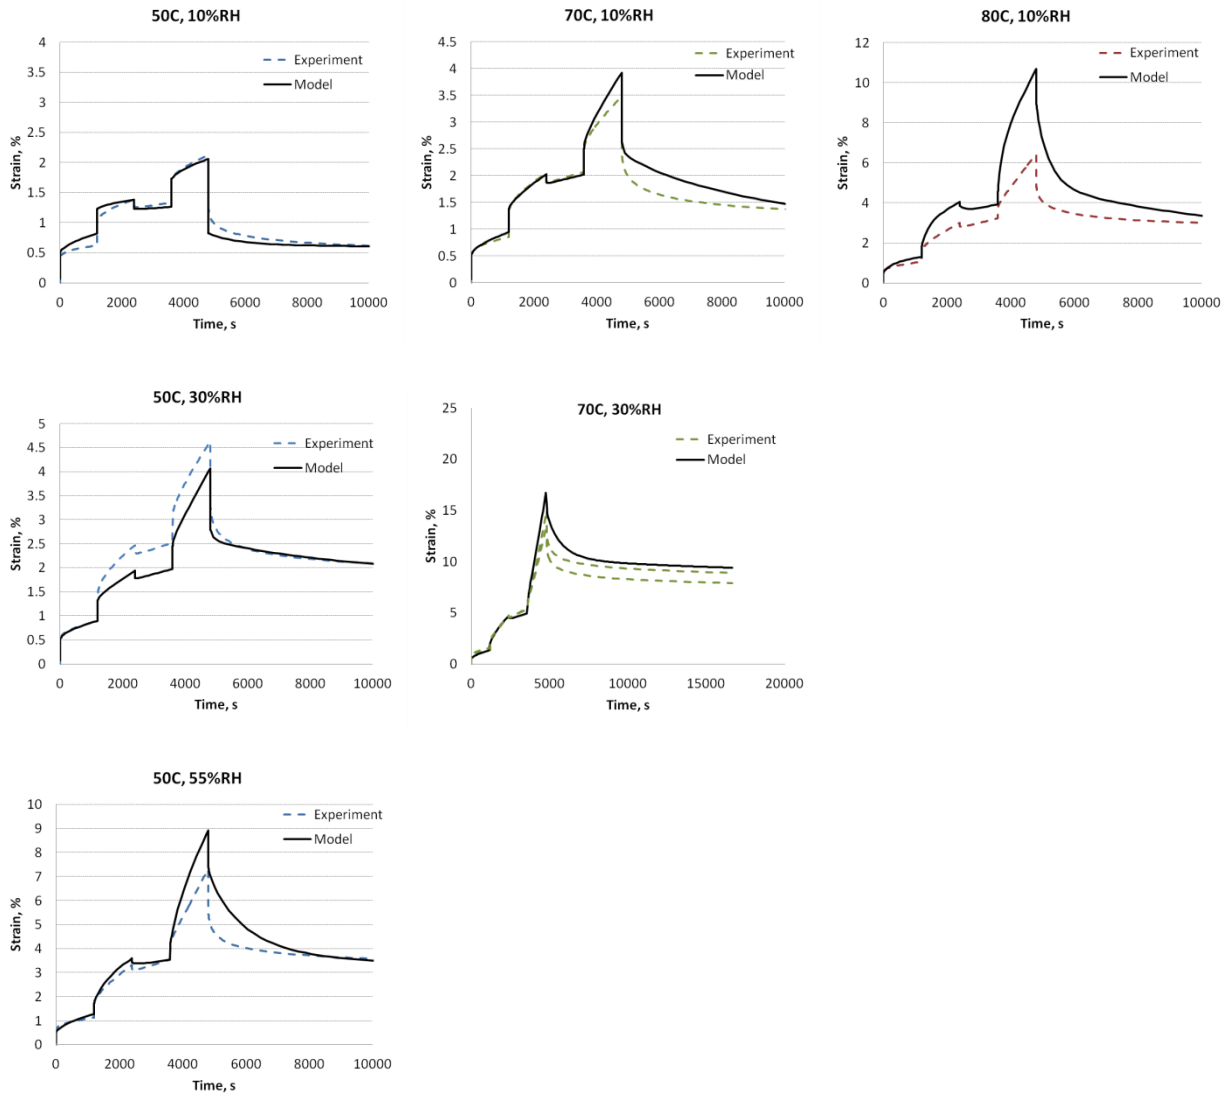 50C, 10%RH
4
3.5
3
2.5
2
1.5
1
0.5
0
Strain, %
Experiment
Model
0 2000 4000 6000 8000 10000
Time, s
70C, 10%RH
4.5
4
3.5
3
2.5
2
1.5
1
0.5
0
Strain, %
Experiment
Model
0 2000 4000 6000 8000 10000
Time, s
80C, 10%RH
12
10
8
6
4
2
0
Strain, %
Experiment
Model
0 2000 4000 6000 8000 10000
Time, s
50C, 30%RH
5
4.5
4
3.5
3
2.5
2
1.5
1
0.5
0
Strain, %
Experiment
Model
0 2000 4000 6000 8000 10000
Time, s
70C, 30%RH
25
20
15
10
5
0
Strain, %
Experiment
Model
0 5000 10000 15000 20000
Time, s
50C, 55%RH
10
9
8
7
6
5
4
3
2
1
0
Strain, %
Experiment
Model
0 2000 4000 6000 8000 10000
Time, s